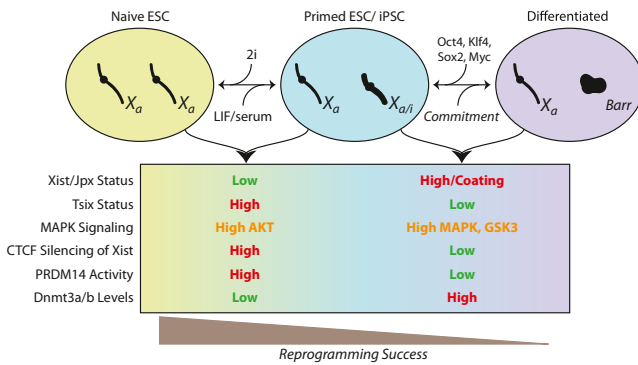 Naive ESC
Primed ESC/ iPSC
Differentiated
2i
LIF/serum
Oct4, Klf4,
Sox2, Myc
Commitment
Xa
Xa
Xa
Xa/i
Xa
Barr
Xist/Jpx Status Low High/Coating
Tsix Status High Low
MAPK Signaling High AKT High MAPK, GSK3
CTCF Silencing of Xist High Low
PRDM14 Activity High Low
Dnmt3a/b Levels Low High
Reprogramming Success